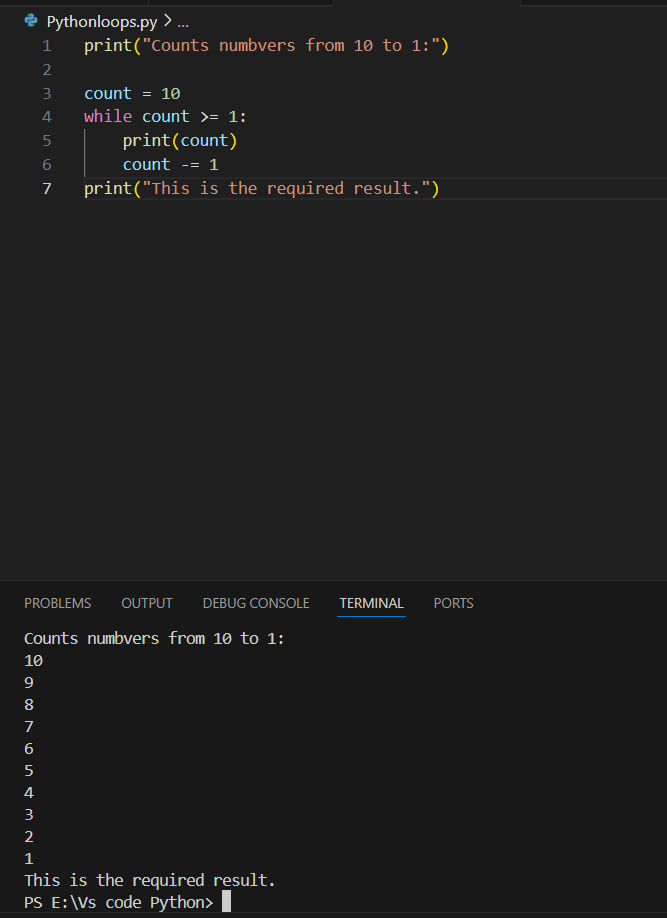 Pythonloops.py > ...
1 print("Counts numbvers from 10 to 1:")
2
3 count = 10
4 while count >= 1:
5     print(count)
6     count -= 1
7 print("This is the required result.")
PROBLEMS OUTPUT DEBUG CONSOLE TERMINAL PORTS
Counts numbvers from 10 to 1:
10
9
8
7
6
5
4
3
2
1
This is the required result.
PS E:\Vs code Python>